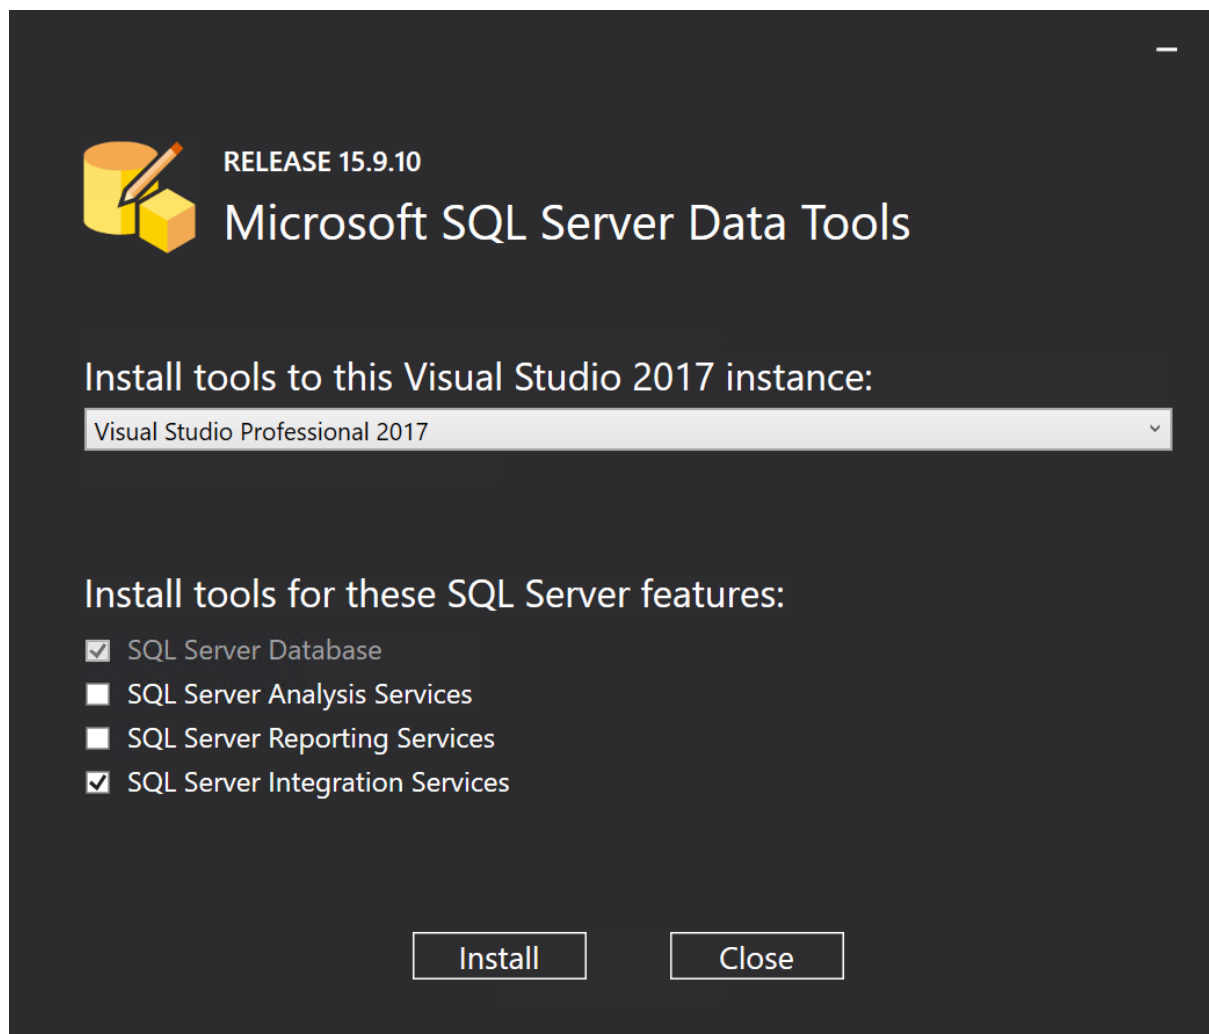 RELEASE 15.9.10
Microsoft SQL Server Data Tools
Install tools to this Visual Studio 2017 instance:
Visual Studio Professional 2017
Install tools for these SQL Server features:
SQL Server Database
SQL Server Analysis Services
SQL Server Reporting Services
SQL Server Integration Services
Install
Close